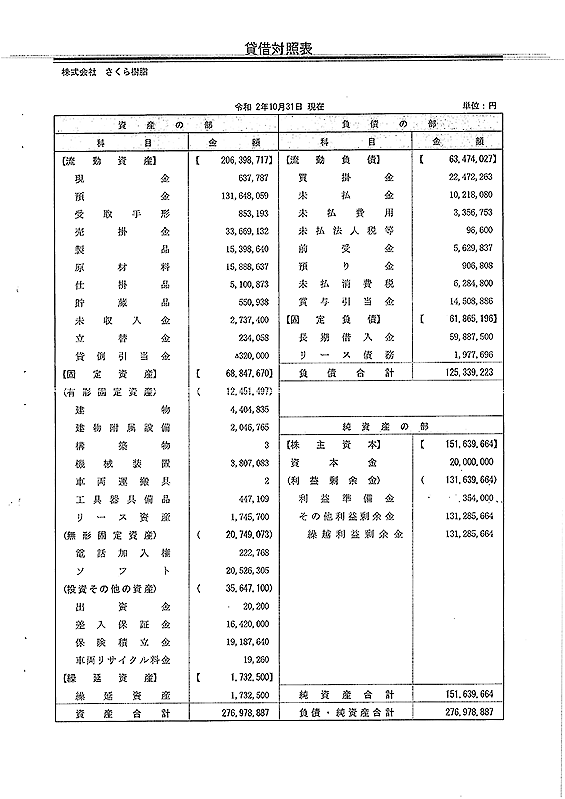 貸借対照表
株式会社 さくら樹脂
令和 2年10月31日 現在
単位：円
資産の部
科目 金額
【流動資産】 【 206,398,717】
現金 637,787
預金 131,648,059
受取手形 853,193
売掛金 33,669,132
製品 15,398,640
原材料 15,888,637
仕掛品 5,100,873
貯蔵品 550,938
未収入金 2,737,400
立替金 234,058
貸倒引当金 △320,000
【固定資産】 【 68,847,670】
(有形固定資産) ( 12,451,497)
建物 4,404,835
建物附属設備 2,046,765
構築物 3
機械装置 3,807,083
車両運搬具 2
工具器具備品 447,109
リース資産 1,745,700
(無形固定資産) ( 20,749,073)
電話加入権 222,768
ソフト 20,526,305
(投資その他の資産) ( 35,647,100)
出資金 20,200
差入保証金 16,420,000
保険積立金 19,187,640
車両リサイクル料金 19,260
【繰延資産】 【 1,732,500】
繰延資産 1,732,500
資産合計 276,978,887
負債の部
科目 金額
【流動負債】 【 63,474,027】
買掛金 22,472,263
未払金 10,218,080
未払費用 3,356,753
未払法人税等 96,600
前受金 5,629,837
預り金 906,808
未払消費税 6,284,800
賞与引当金 14,508,886
【固定負債】 【 61,865,196】
長期借入金 59,887,500
リース債務 1,977,696
負債合計 125,339,223
純資産の部
【株主資本】 【 151,639,664】
資本金 20,000,000
(利益剰余金) ( 131,639,664)
利益準備金 354,000
その他利益剰余金 131,285,664
繰越利益剰余金 131,285,664
純資産合計 151,639,664
負債・純資産合計 276,978,887